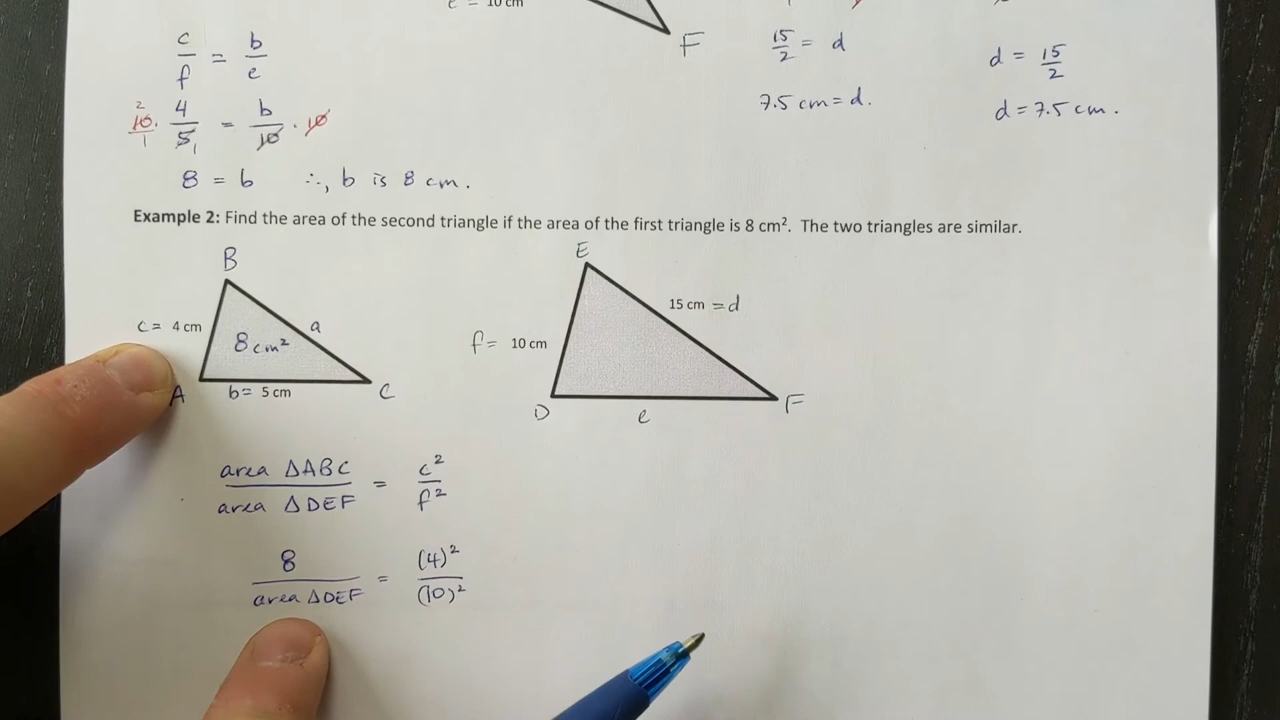 e = 10 cm
F
c/f = b/e
15/2 = d
d = 15/2
7.5 cm = d.
d = 7.5 cm.
2
10/1 · 4/5 = b/10 · 10
1
8 = b ∴, b is 8 cm.
Example 2: Find the area of the second triangle if the area of the first triangle is 8 cm². The two triangles are similar.
B
c = 4 cm
a
8 cm²
A
b = 5 cm
C
E
15 cm = d
f = 10 cm
D
e
F
area ΔABC / area ΔDEF = c²/f²
8 / area ΔDEF = (4)²/(10)²